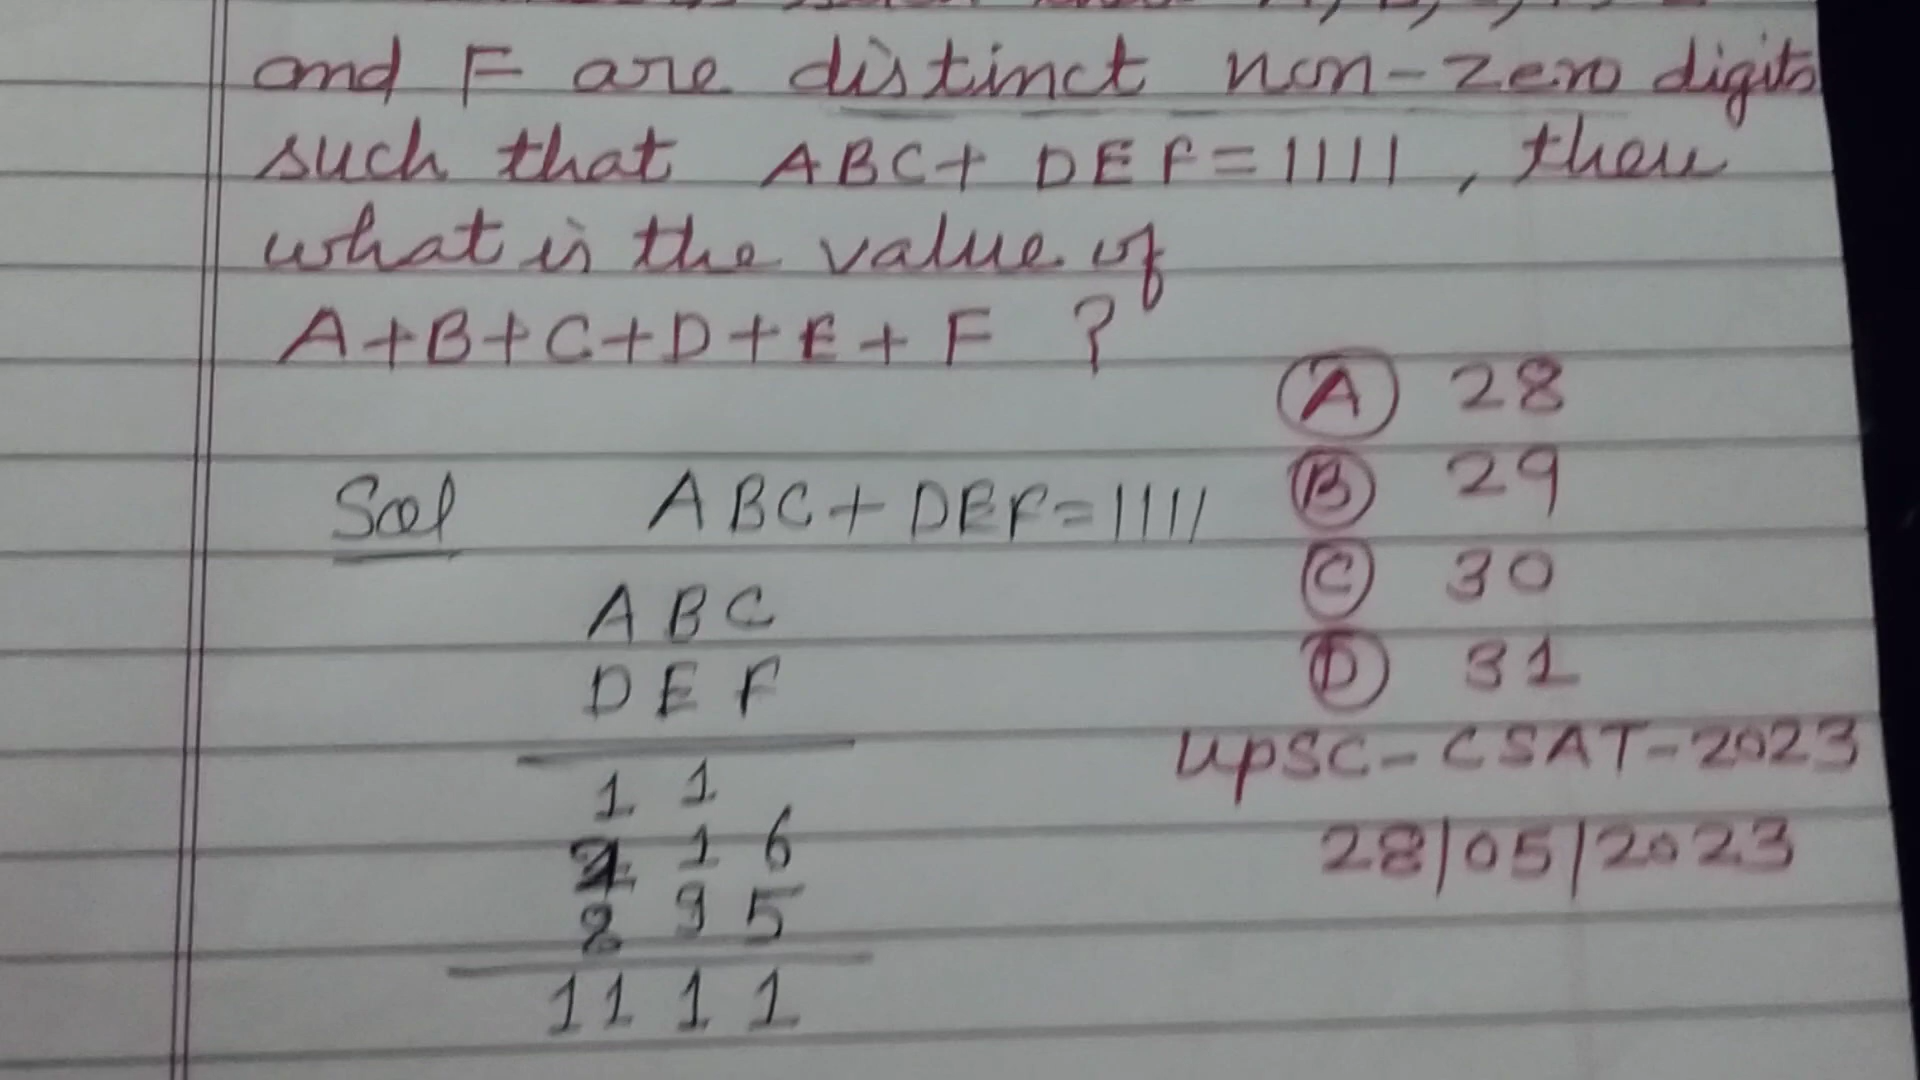 and F are distinct non-zero digits
such that ABC+ DEF=1111, then
what is the value of
A+B+C+D+E+F ?
A 28
B 29
C 30
D 31
Sol ABC+DEF=1111
A B C
D E F
1 1
1 6
9 5
1111
UPSC-CSAT-2023
28/05/2023